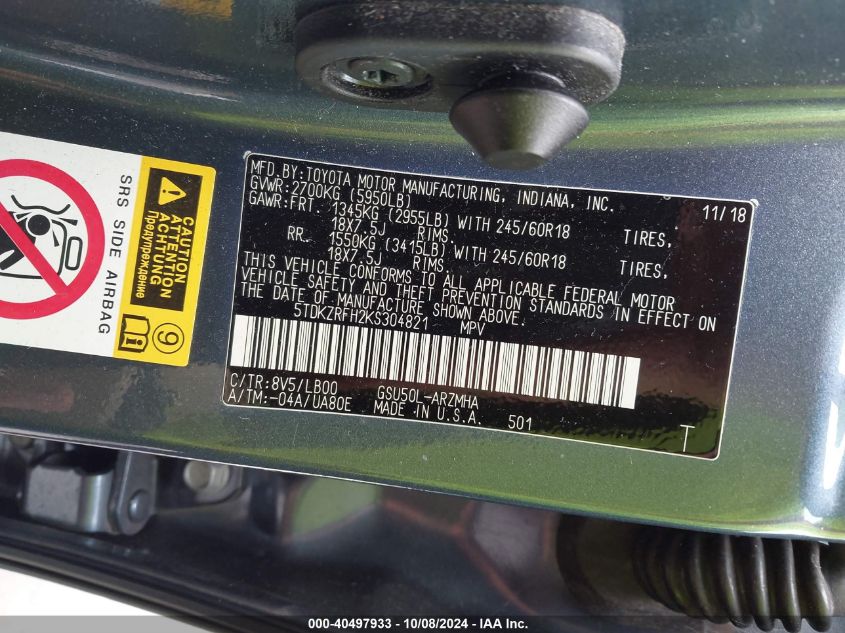 SRS SIDE AIRBAG
CAUTION
ATTENTION
ACHTUNG
Предупреждение
9
MFD.BY:TOYOTA MOTOR MANUFACTURING, INDIANA, INC.
GVWR:2700KG (5950LB) 11/18
GAWR:FRT. 1345KG (2955LB) WITH 245/60R18 TIRES,
18X7.5J RIMS.
RR. 1550KG (3415LB) WITH 245/60R18 TIRES,
18X7.5J RIMS.
THIS VEHICLE CONFORMS TO ALL APPLICABLE FEDERAL MOTOR
VEHICLE SAFETY AND THEFT PREVENTION STANDARDS IN EFFECT ON
THE DATE OF MANUFACTURE SHOWN ABOVE.
5TDKZRFH2KS304821 MPV
C/TR:8V5/LB00 GSU50L-ARZMHA
A/TM:-04A/UA80E MADE IN U.S.A. 501 T
000-40497933 - 10/08/2024 - IAA Inc.